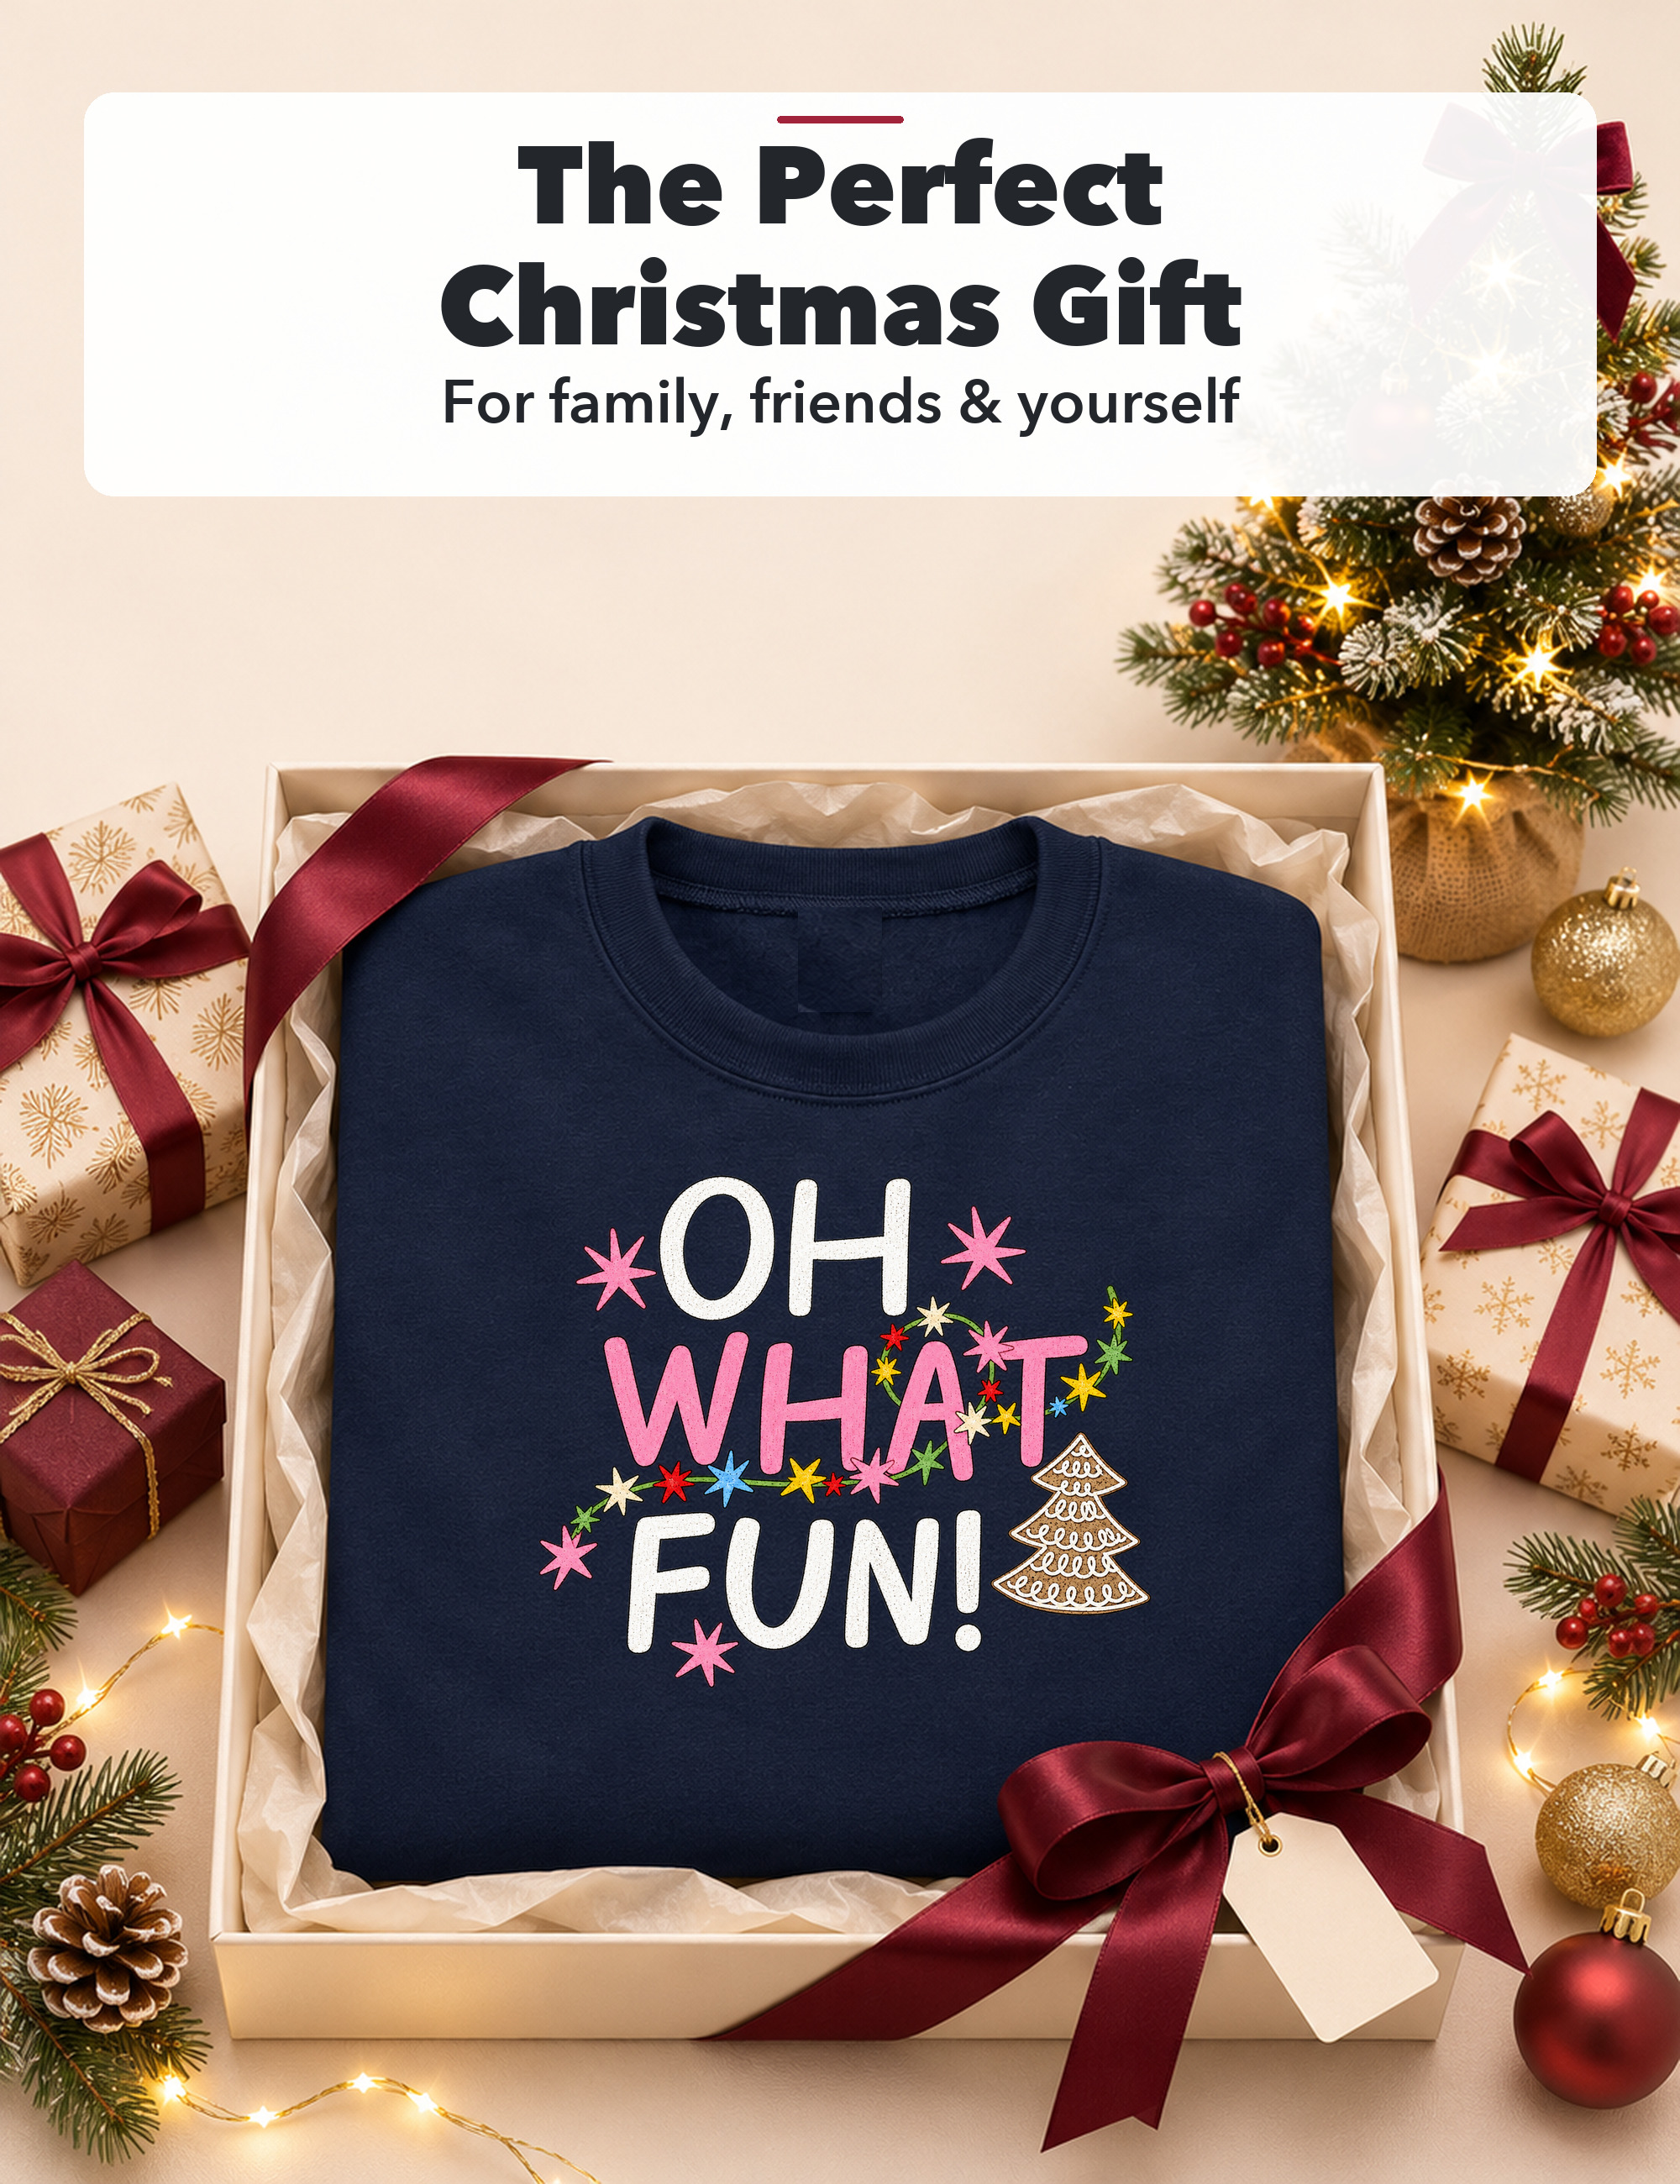 The Perfect
Christmas Gift
For family, friends & yourself
OH
WHAT
FUN!